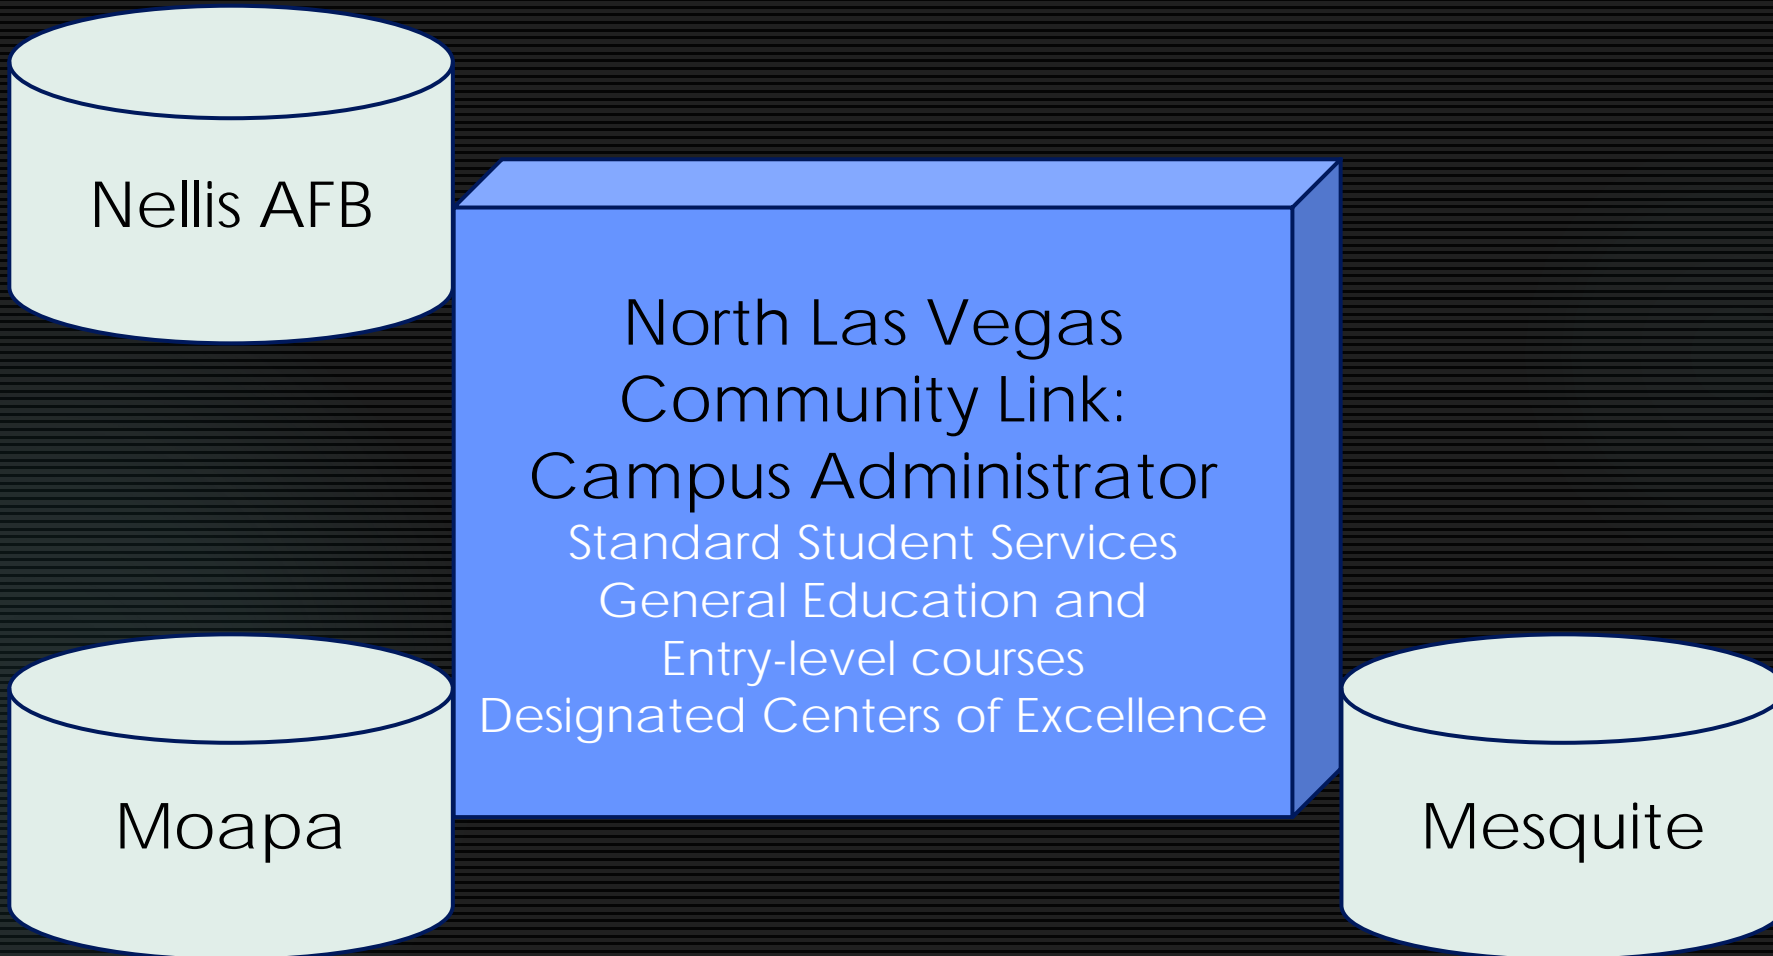 Nellis AFB
North Las Vegas
Community Link:
Campus Administrator
Standard Student Services
General Education and
Entry-level courses
Designated Centers of Excellence
Moapa
Mesquite